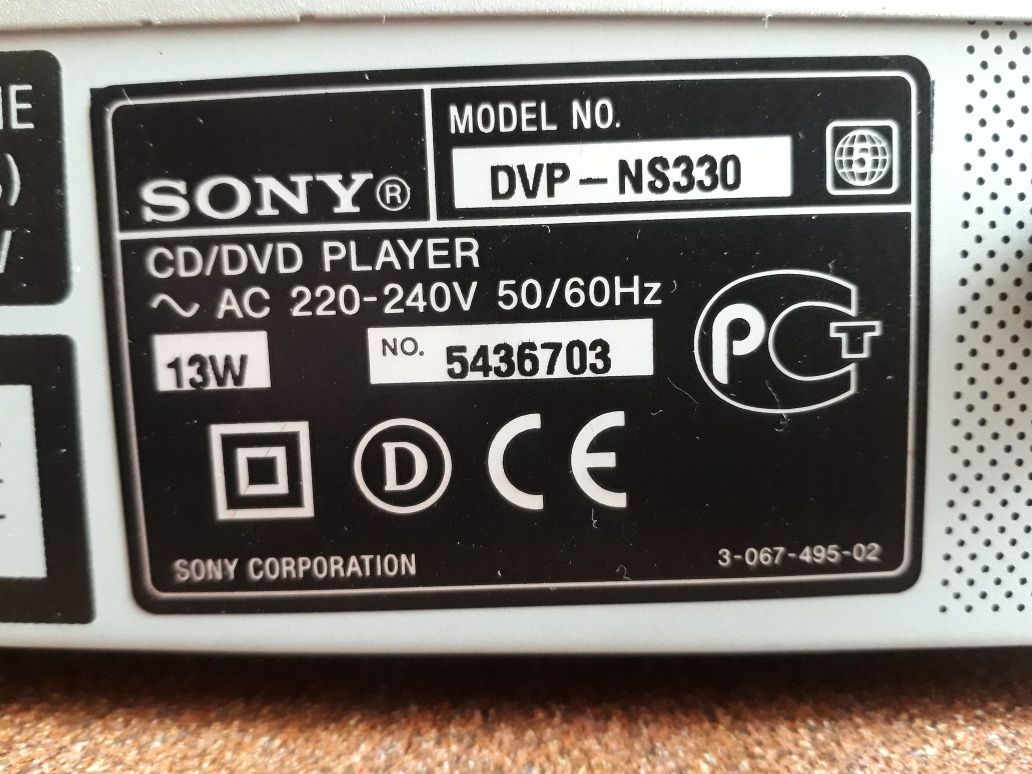 SONY®
MODEL NO.
DVP-NS330
5
CD/DVD PLAYER
~ AC 220-240V 50/60Hz
13W
NO. 5436703
PCT
D CE
SONY CORPORATION
3-067-495-02